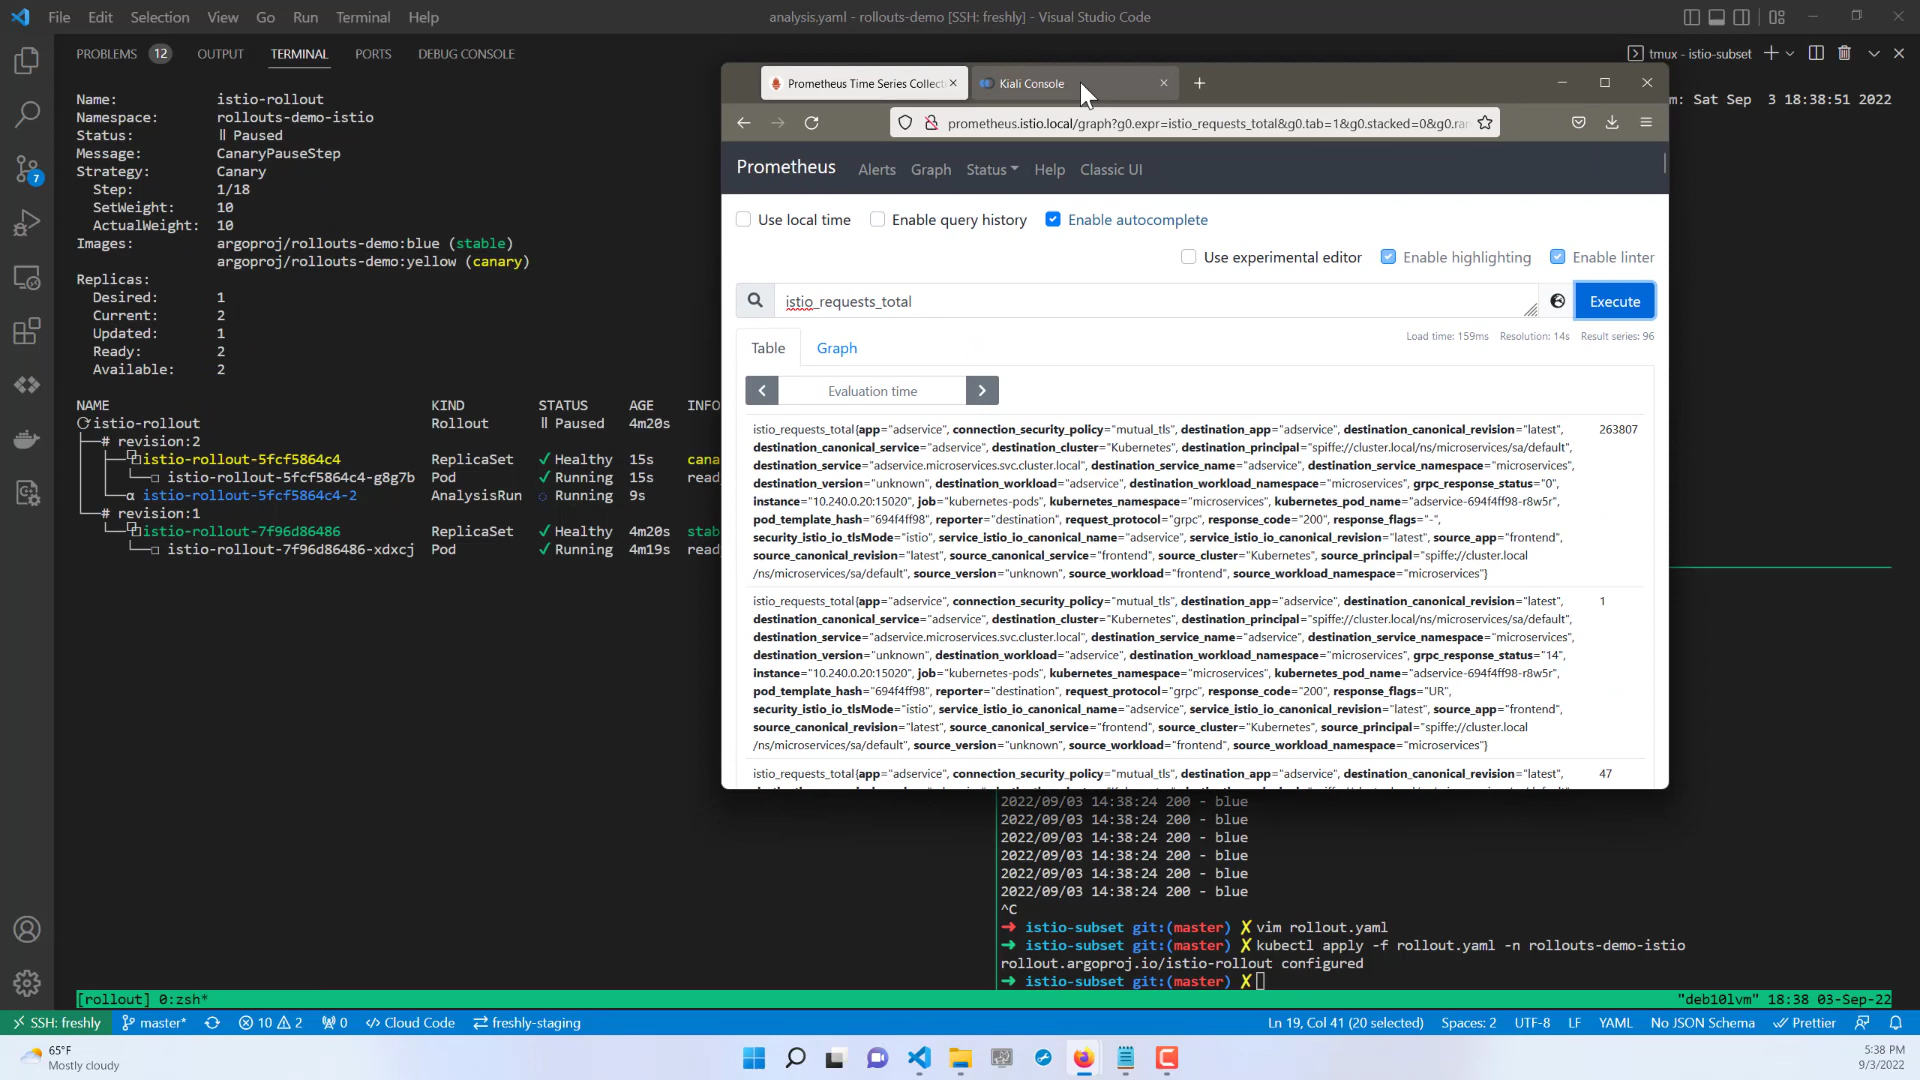 File Edit Selection View Go Run Terminal Help
analysis.yaml - rollouts-demo [SSH: freshly] - Visual Studio Code
PROBLEMS 12 OUTPUT TERMINAL PORTS DEBUG CONSOLE
tmux - istio-subset
Name: istio-rollout
Namespace: rollouts-demo-istio
Status: || Paused
Message: CanaryPauseStep
Strategy: Canary
Step: 1/18
SetWeight: 10
ActualWeight: 10
Images: argoproj/rollouts-demo:blue (stable)
argoproj/rollouts-demo:yellow (canary)
Replicas:
Desired: 1
Current: 2
Updated: 1
Ready: 2
Available: 2
NAME KIND STATUS AGE INFO
istio-rollout Rollout || Paused 4m20s
# revision:2
istio-rollout-5fcf5864c4 ReplicaSet ✓ Healthy 15s cana
istio-rollout-5fcf5864c4-g8g7b Pod ✓ Running 15s read
α istio-rollout-5fcf5864c4-2 AnalysisRun Running 9s
# revision:1
istio-rollout-7f96d86486 ReplicaSet ✓ Healthy 4m20s stab
istio-rollout-7f96d86486-xdxcj Pod ✓ Running 4m19s read
m: Sat Sep 3 18:38:51 2022
Prometheus Time Series Collect
Kiali Console
prometheus.istio.local/graph?g0.expr=istio_requests_total&g0.tab=1&g0.stacked=0&g0.ran
Prometheus Alerts Graph Status Help Classic UI
Use local time Enable query history Enable autocomplete
Use experimental editor Enable highlighting Enable linter
istio_requests_total
Execute
Table Graph
Load time: 159ms Resolution: 14s Result series: 96
Evaluation time
istio_requests_total{app="adservice", connection_security_policy="mutual_tls", destination_app="adservice", destination_canonical_revision="latest", 263807
destination_canonical_service="adservice", destination_cluster="Kubernetes", destination_principal="spiffe://cluster.local/ns/microservices/sa/default",
destination_service="adservice.microservices.svc.cluster.local", destination_service_name="adservice", destination_service_namespace="microservices",
destination_version="unknown", destination_workload="adservice", destination_workload_namespace="microservices", grpc_response_status="0",
instance="10.240.0.20:15020", job="kubernetes-pods", kubernetes_namespace="microservices", kubernetes_pod_name="adservice-694f4ff98-r8w5r",
pod_template_hash="694f4ff98", reporter="destination", request_protocol="grpc", response_code="200", response_flags="-",
security_istio_io_tlsMode="istio", service_istio_io_canonical_name="adservice", service_istio_io_canonical_revision="latest", source_app="frontend",
source_canonical_revision="latest", source_canonical_service="frontend", source_cluster="Kubernetes", source_principal="spiffe://cluster.local
/ns/microservices/sa/default", source_version="unknown", source_workload="frontend", source_workload_namespace="microservices"}
istio_requests_total{app="adservice", connection_security_policy="mutual_tls", destination_app="adservice", destination_canonical_revision="latest", 1
destination_canonical_service="adservice", destination_cluster="Kubernetes", destination_principal="spiffe://cluster.local/ns/microservices/sa/default",
destination_service="adservice.microservices.svc.cluster.local", destination_service_name="adservice", destination_service_namespace="microservices",
destination_version="unknown", destination_workload="adservice", destination_workload_namespace="microservices", grpc_response_status="14",
instance="10.240.0.20:15020", job="kubernetes-pods", kubernetes_namespace="microservices", kubernetes_pod_name="adservice-694f4ff98-r8w5r",
pod_template_hash="694f4ff98", reporter="destination", request_protocol="grpc", response_code="200", response_flags="UR",
security_istio_io_tlsMode="istio", service_istio_io_canonical_name="adservice", service_istio_io_canonical_revision="latest", source_app="frontend",
source_canonical_revision="latest", source_canonical_service="frontend", source_cluster="Kubernetes", source_principal="spiffe://cluster.local
/ns/microservices/sa/default", source_version="unknown", source_workload="frontend", source_workload_namespace="microservices"}
istio_requests_total{app="adservice", connection_security_policy="mutual_tls", destination_app="adservice", destination_canonical_revision="latest", 47
2022/09/03 14:38:24 200 - blue
2022/09/03 14:38:24 200 - blue
2022/09/03 14:38:24 200 - blue
2022/09/03 14:38:24 200 - blue
2022/09/03 14:38:24 200 - blue
2022/09/03 14:38:24 200 - blue
^C
➜ istio-subset git:(master) ✗ vim rollout.yaml
➜ istio-subset git:(master) ✗ kubectl apply -f rollout.yaml -n rollouts-demo-istio
rollout.argoproj.io/istio-rollout configured
➜ istio-subset git:(master) ✗
[rollout] 0:zsh*
"deb10lvm" 18:38 03-Sep-22
7
SSH: freshly master* 10 2 0 Cloud Code freshly-staging
Ln 19, Col 41 (20 selected) Spaces: 2 UTF-8 LF YAML No JSON Schema Prettier
65°F
Mostly cloudy
5:38 PM
9/3/2022